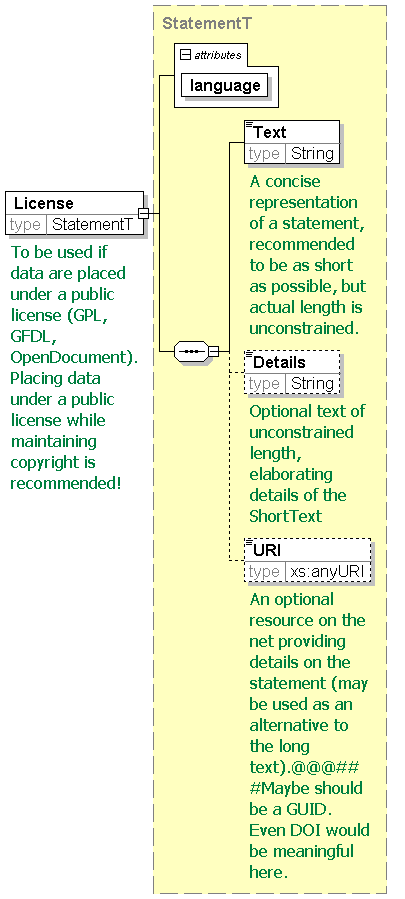 StatementT
attributes
language
Text
type String
A concise
representation
of a statement,
recommended
to be as short
as possible, but
actual length is
unconstrained.
License
type StatementT
To be used if
data are placed
under a public
license (GPL,
GFDL,
OpenDocument).
Placing data
under a public
license while
maintaining
copyright is
recommended!
Details
type String
Optional text of
unconstrained
length,
elaborating
details of the
ShortText
URI
type xs:anyURI
An optional
resource on the
net providing
details on the
statement (may
be used as an
alternative to
the long
text).@@@##
#Maybe should
be a GUID.
Even DOI would
be meaningful
here.